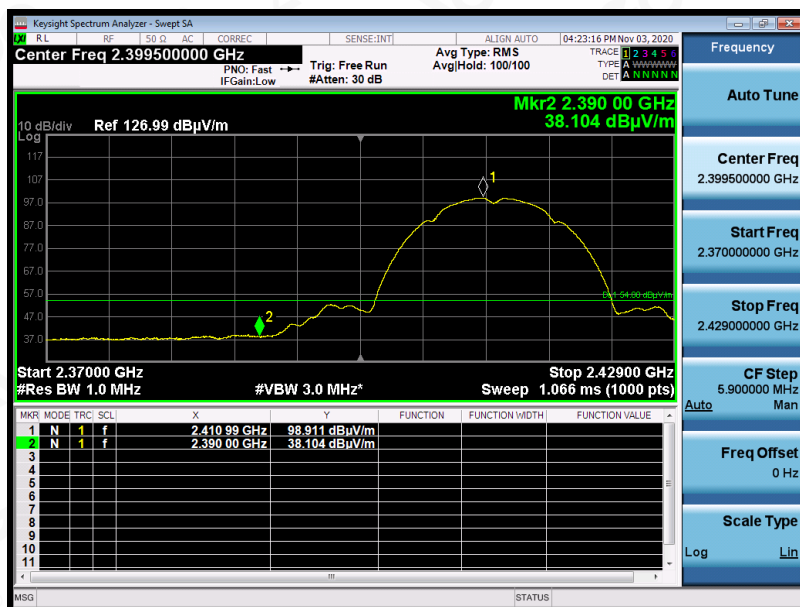 Keysight Spectrum Analyzer - Swept SA
LXI RL RF 50 Ω AC CORREC SENSE:INT ALIGN AUTO 04:23:16 PM Nov 03, 2020
Center Freq 2.399500000 GHz
PNO: Fast
IFGain:Low
Trig: Free Run
#Atten: 30 dB
Avg Type: RMS
Avg|Hold: 100/100
TRACE 1 2 3 4 5 6
TYPE A WWWWW
DET A N N N N N
Mkr2 2.390 00 GHz
38.104 dBµV/m
10 dB/div Ref 126.99 dBµV/m
Log
117
107
97.0
87.0
77.0
67.0
57.0
47.0
37.0
1
2
54.00 dBµV/m
Start 2.37000 GHz Stop 2.42900 GHz
#Res BW 1.0 MHz #VBW 3.0 MHz* Sweep 1.066 ms (1000 pts)
MKR MODE TRC SCL X Y FUNCTION FUNCTION WIDTH FUNCTION VALUE
1 N 1 f 2.410 99 GHz 98.911 dBµV/m
2 N 1 f 2.390 00 GHz 38.104 dBµV/m
3
4
5
6
7
8
9
10
11
MSG STATUS
Frequency
Auto Tune
Center Freq
2.399500000 GHz
Start Freq
2.370000000 GHz
Stop Freq
2.429000000 GHz
CF Step
5.900000 MHz
Auto Man
Freq Offset
0 Hz
Scale Type
Log Lin